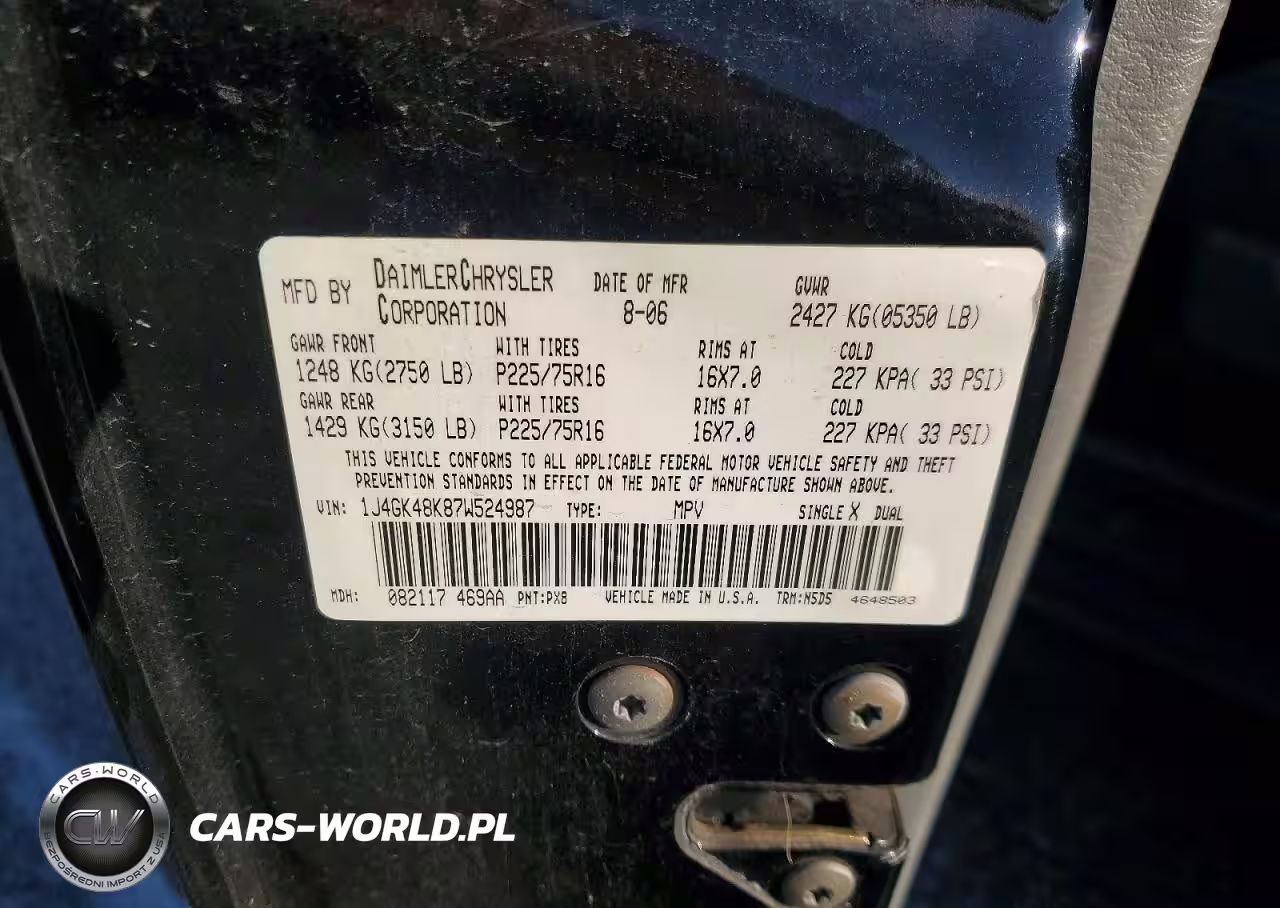 MFD BY DAIMLERCHRYSLER CORPORATION DATE OF MFR 8-06 GVWR 2427 KG(05350 LB)
GAWR FRONT WITH TIRES RIMS AT COLD
1248 KG(2750 LB) P225/75R16 16X7.0 227 KPA( 33 PSI)
GAWR REAR WITH TIRES RIMS AT COLD
1429 KG(3150 LB) P225/75R16 16X7.0 227 KPA( 33 PSI)
THIS VEHICLE CONFORMS TO ALL APPLICABLE FEDERAL MOTOR VEHICLE SAFETY AND THEFT
PREVENTION STANDARDS IN EFFECT ON THE DATE OF MANUFACTURE SHOWN ABOVE.
VIN: 1J4GK48K87W524987 TYPE: MPV SINGLE X DUAL
MDH: 082117 469AA PNT:PX8 VEHICLE MADE IN U.S.A. TRM:N5D5 4648503
CARS-WORLD
CW
BEZPOŚREDNI IMPORT Z USA
CARS-WORLD.PL